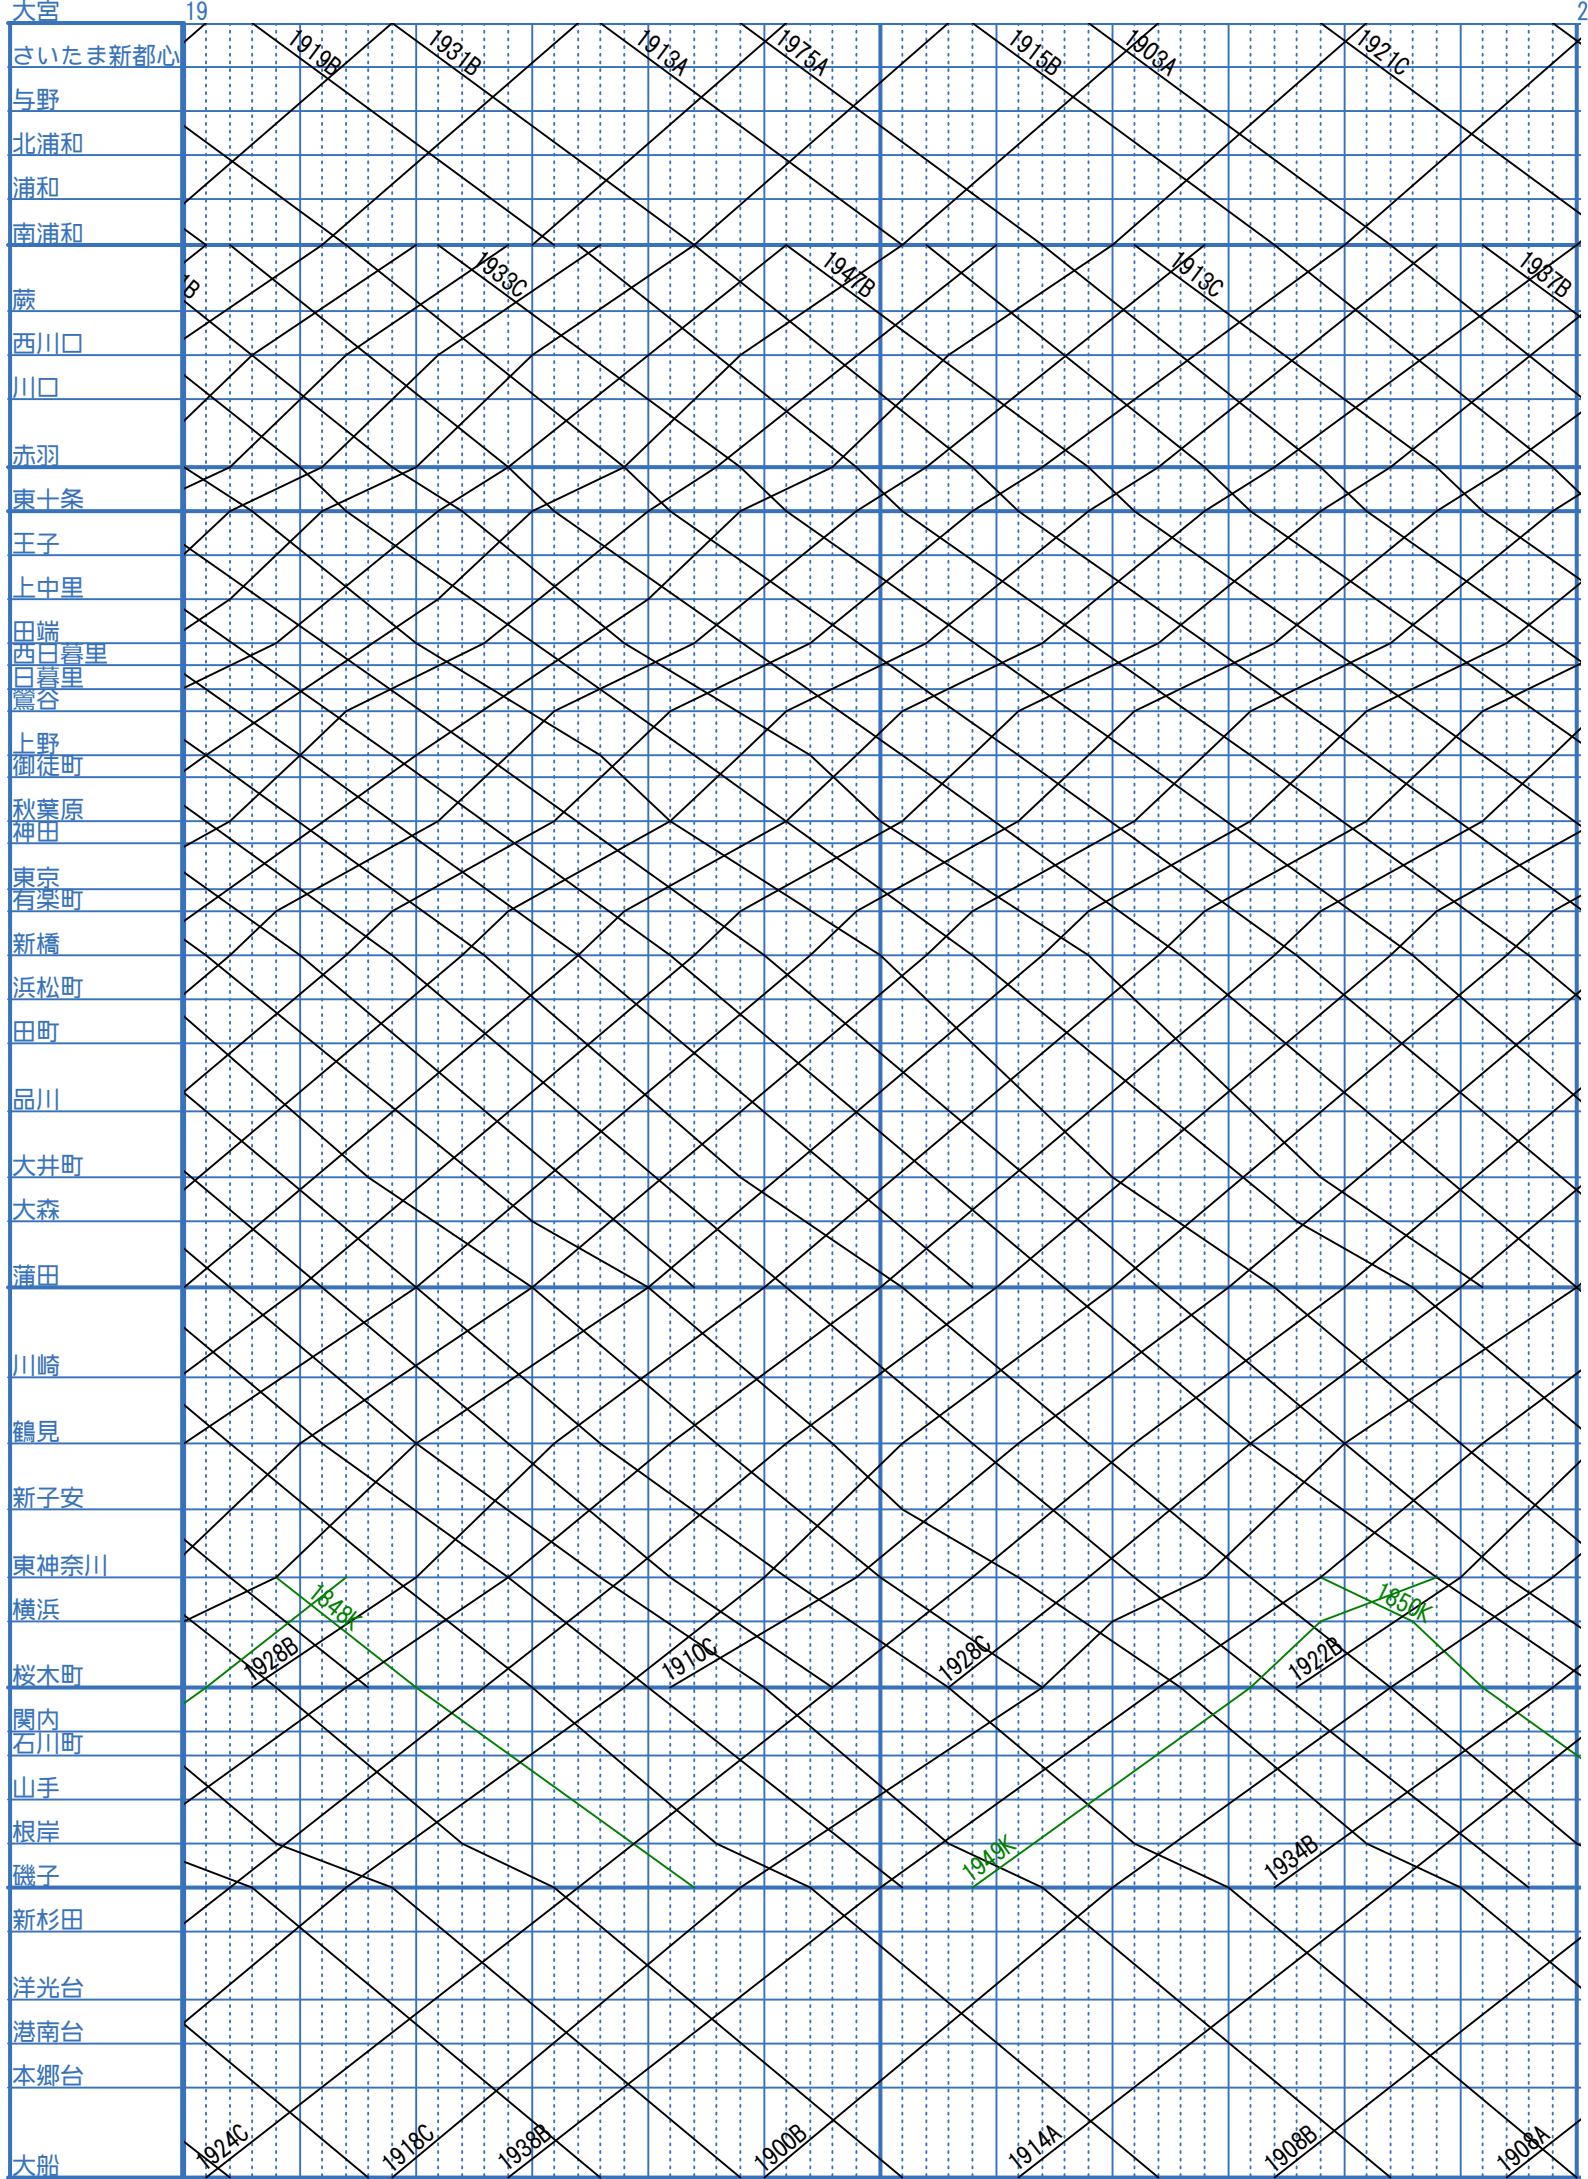 大宮 19 2
さいたま新都心 1919B 1931B 1913A 1975A 1915B 1903A 1921C
与野
北浦和
浦和
南浦和
1B 1933C 1947B 1913C 1937B
蕨
西川口
川口
赤羽
東十条
王子
上中里
田端
西日暮里
日暮里
鶯谷
上野
御徒町
秋葉原
神田
東京
有楽町
新橋
浜松町
田町
品川
大井町
大森
蒲田
川崎
鶴見
新子安
東神奈川
横浜 1848K 1850K
桜木町 1928B 1910C 1928C 1922B
関内
石川町
山手
根岸
磯子 1949K 1934B
新杉田
洋光台
港南台
本郷台
大船 1924C 1918C 1938B 1900B 1914A 1908B 1908A